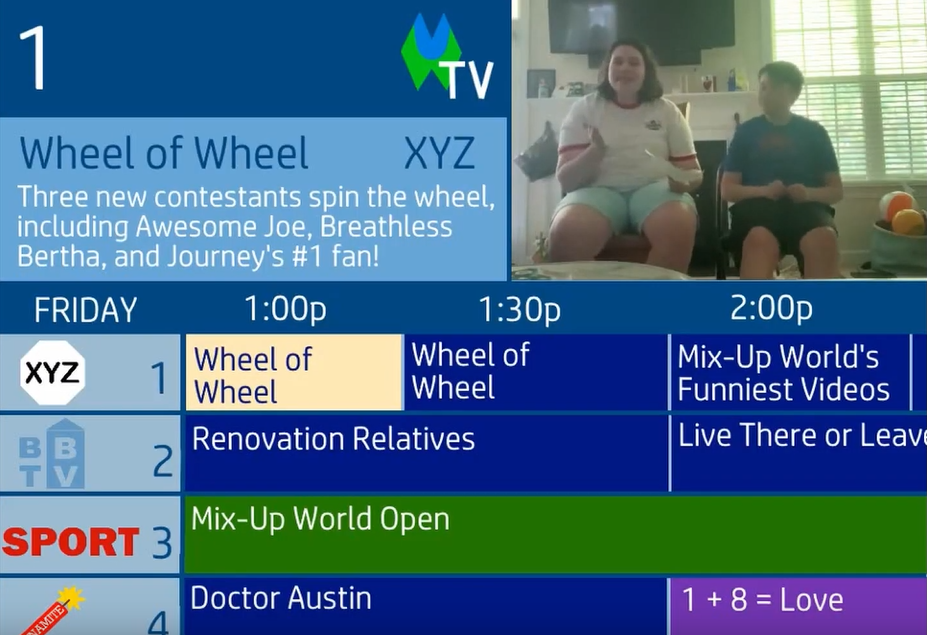 1
TV
Wheel of Wheel XYZ
Three new contestants spin the wheel,
including Awesome Joe, Breathless
Bertha, and Journey's #1 fan!
FRIDAY 1:00p 1:30p 2:00p
XYZ 1 Wheel of
Wheel Wheel of
Wheel Mix-Up World's
Funniest Videos
B B
T V 2 Renovation Relatives Live There or Leave
SPORT 3 Mix-Up World Open
NAMITE 4 Doctor Austin 1 + 8 = Love